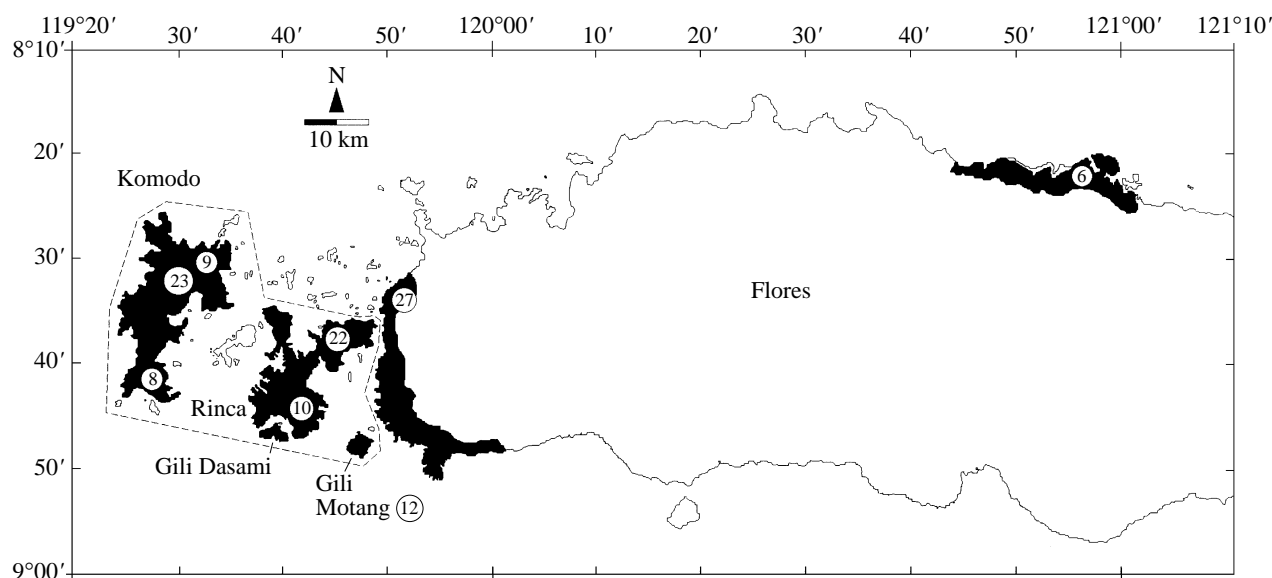 119°20′ 30′ 40′ 50′ 120°00′ 10′ 20′ 30′ 40′ 50′ 121°00′ 121°10′
8°10′
N
10 km
20′
6
Komodo
30′
9
23
27
Flores
22
40′
8
Rinca
10
Gili Dasami
50′
Gili
Motang 12
9°00′